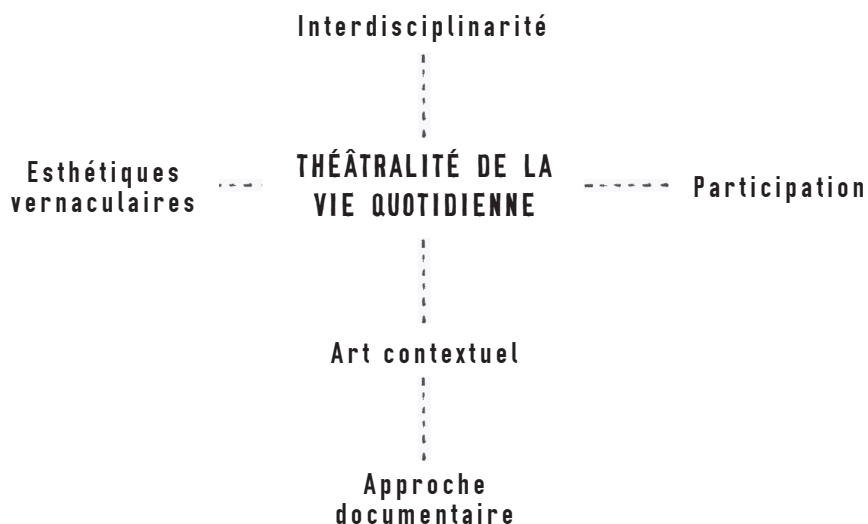 Interdisciplinarité
Esthétiques
vernaculaires
THÉÂTRALITÉ DE LA
VIE QUOTIDIENNE
Participation
Art contextuel
Approche
documentaire